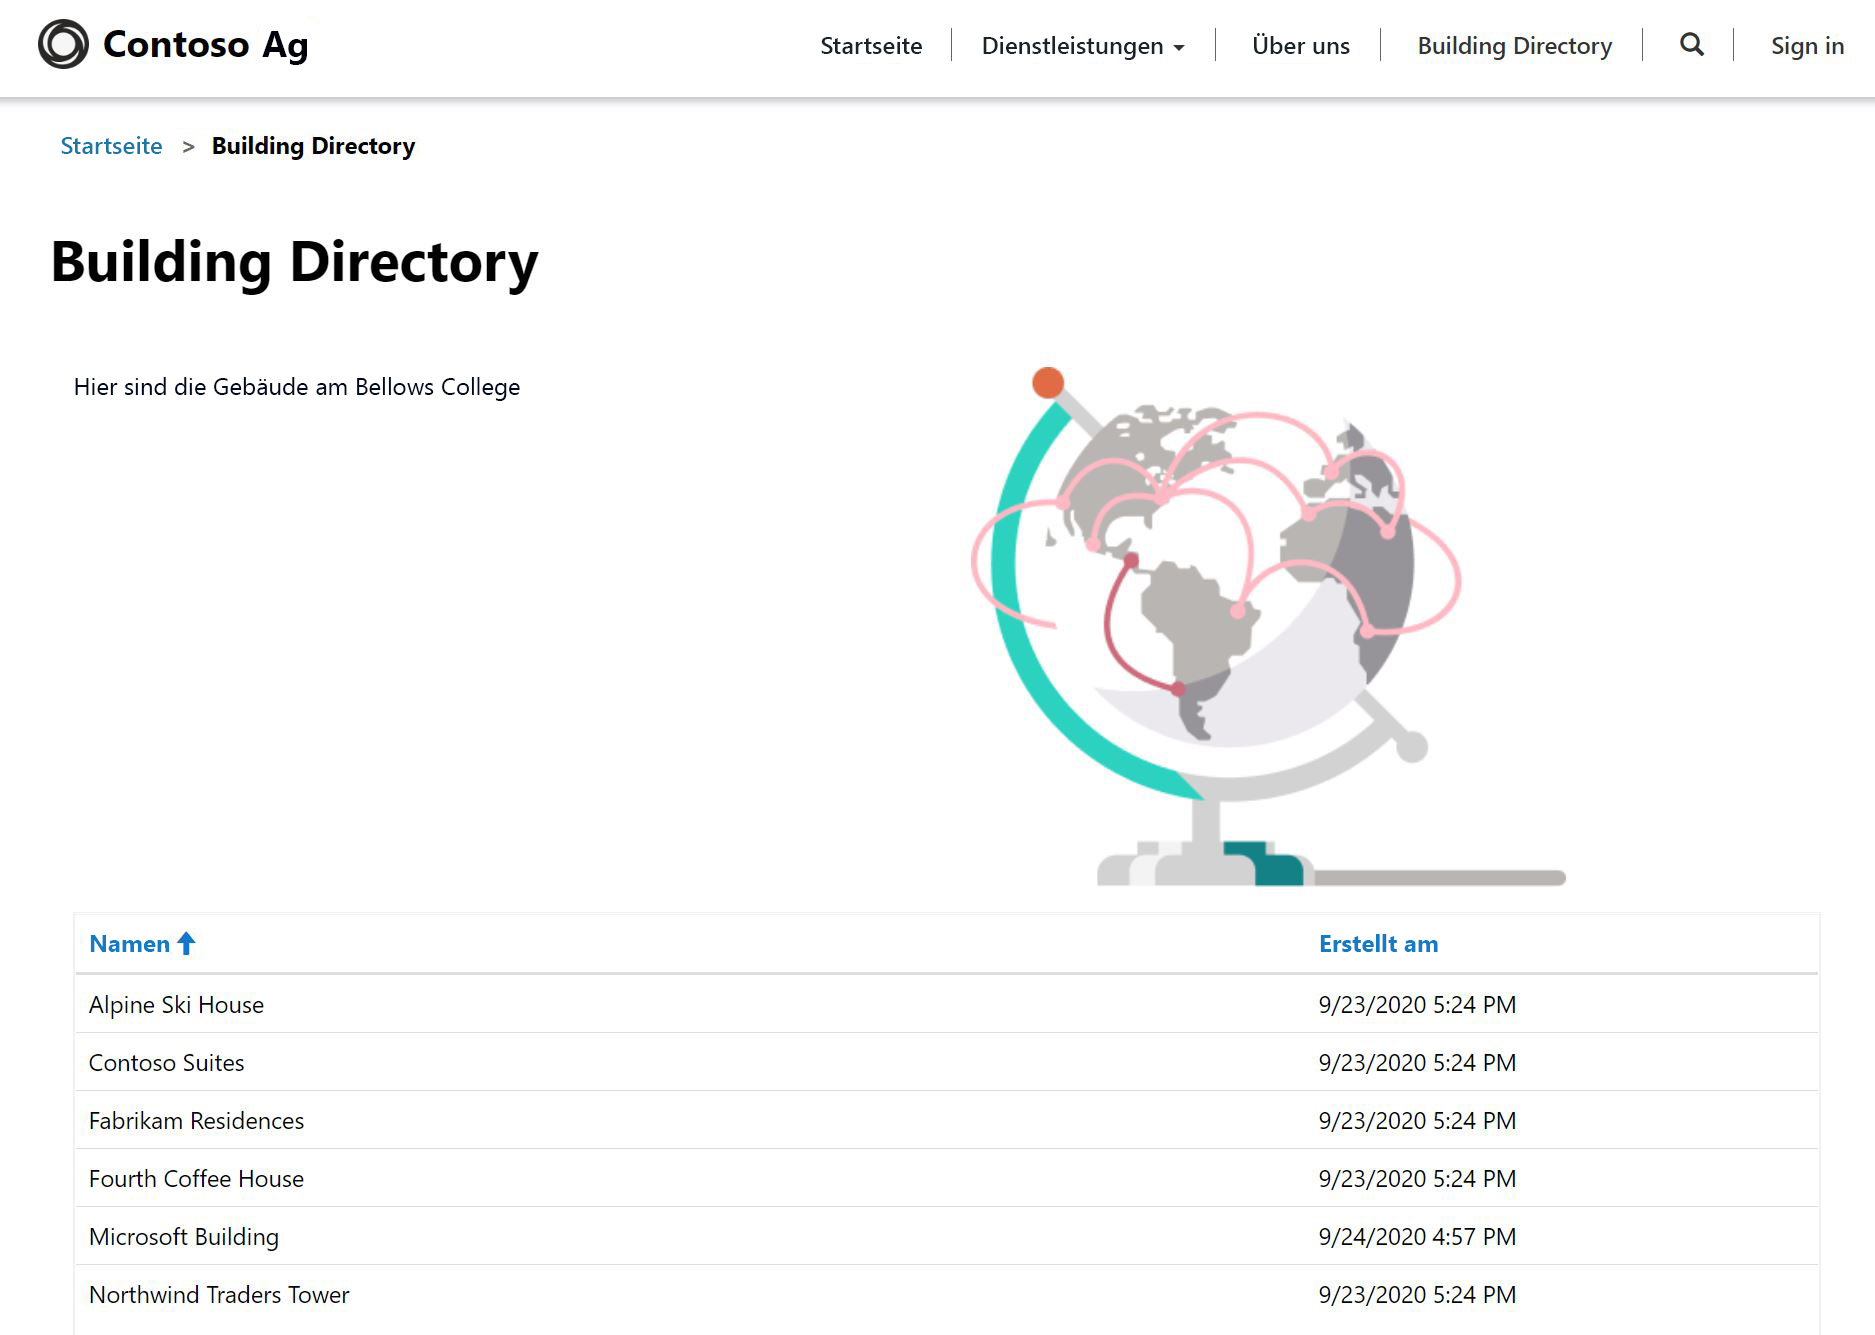 Contoso Ag
Startseite Dienstleistungen Über uns Building Directory Sign in
Startseite > Building Directory
Building Directory
Hier sind die Gebäude am Bellows College
Namen Erstellt am
Alpine Ski House 9/23/2020 5:24 PM
Contoso Suites 9/23/2020 5:24 PM
Fabrikam Residences 9/23/2020 5:24 PM
Fourth Coffee House 9/23/2020 5:24 PM
Microsoft Building 9/24/2020 4:57 PM
Northwind Traders Tower 9/23/2020 5:24 PM